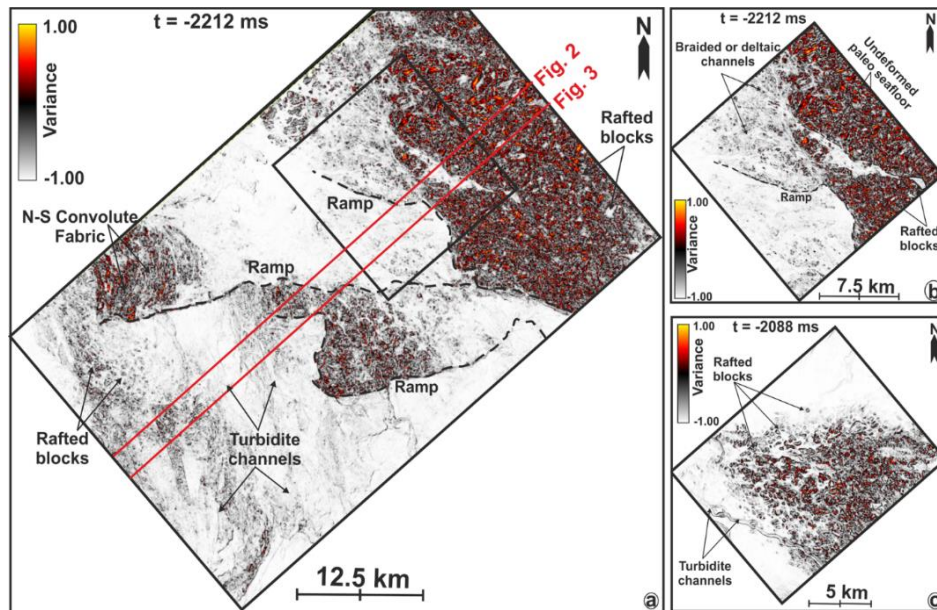 t = -2212 ms
1.00
Variance
-1.00
N
Fig. 2
Fig. 3
Rafted
blocks
Ramp
N-S Convolute
Fabric
Ramp
Ramp
Rafted
blocks
Turbidite
channels
12.5 km
a
t = -2212 ms
N
Braided or deltaic
channels
Undeformed
paleo seafloor
Ramp
Rafted
blocks
1.00
Variance
-1.00
7.5 km
b
1.00
Variance
-1.00
t = -2088 ms
N
Rafted
blocks
Turbidite
channels
5 km
c